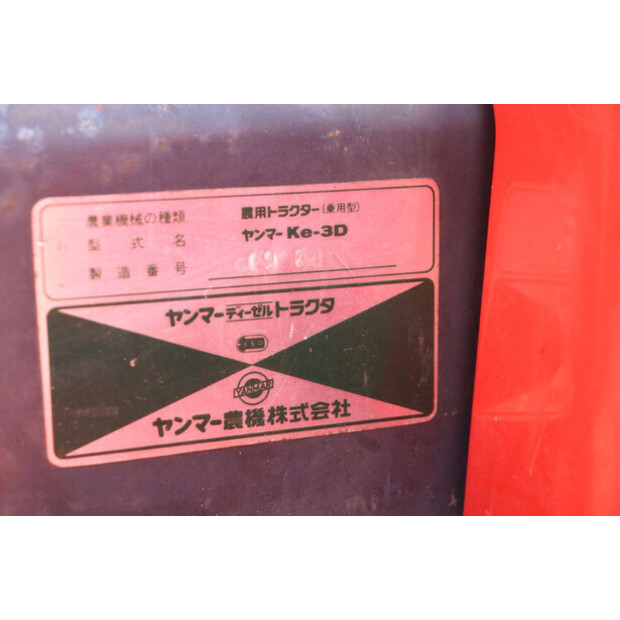 農業機械の種類 農用トラクター(乗用型)
型式名 ヤンマー Ke-3D
製造番号
ヤンマーディーゼルトラクタ
YANMAR
ヤンマー農機株式会社